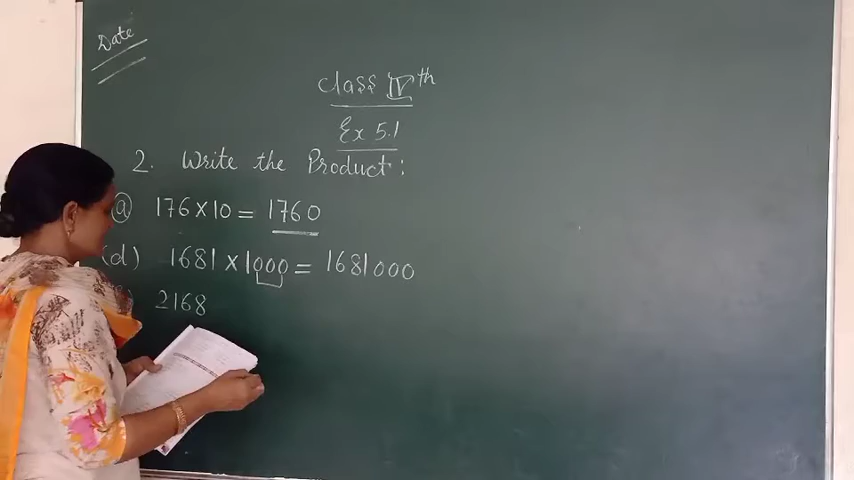 Date
Class IVth
Ex 5.1
2. Write the Product:
(a) 176 × 10 = 1760
(d) 1681 × 1000 = 1681000
2168